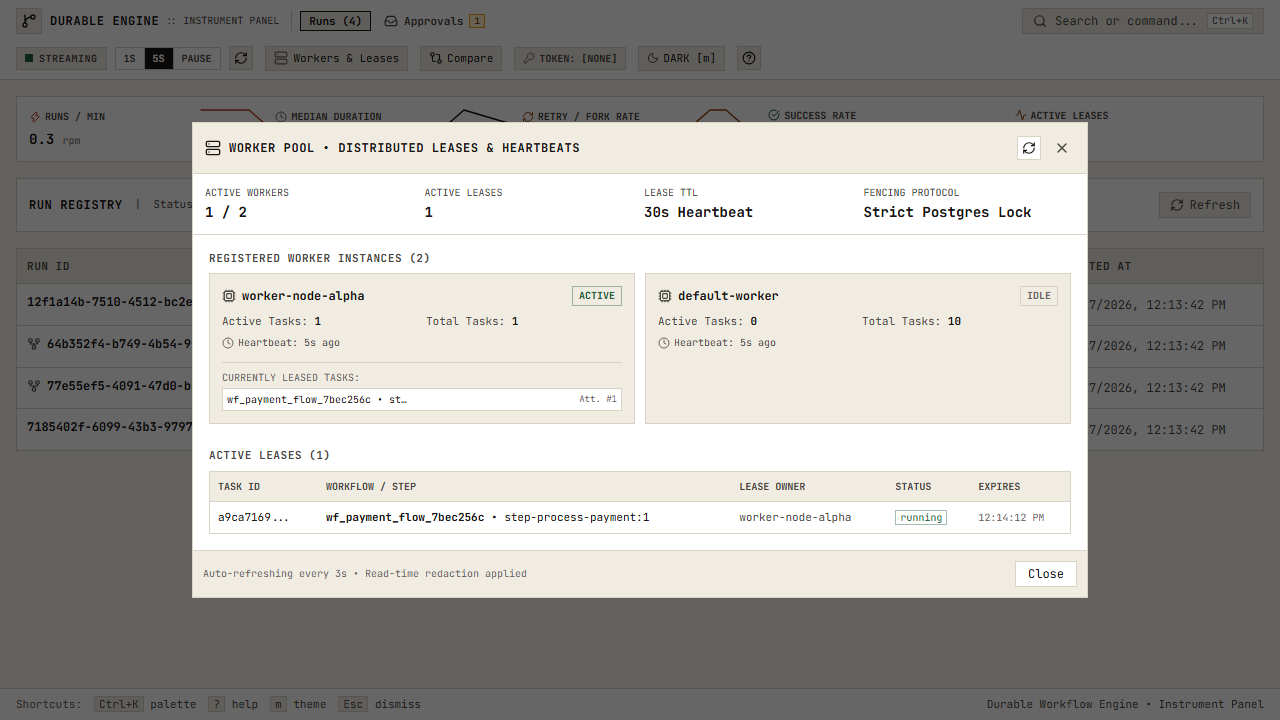 DURABLE ENGINE :: INSTRUMENT PANEL Runs (4) Approvals 1 Search or command... Ctrl+K
STREAMING 1S 5S PAUSE Workers & Leases Compare TOKEN: [NONE] DARK [m]
RUNS / MIN MEDIAN DURATION RETRY / FORK RATE SUCCESS RATE ACTIVE LEASES
0.3 rpm
WORKER POOL • DISTRIBUTED LEASES & HEARTBEATS
ACTIVE WORKERS ACTIVE LEASES LEASE TTL FENCING PROTOCOL
1 / 2 1 30s Heartbeat Strict Postgres Lock
RUN REGISTRY | Status Refresh
REGISTERED WORKER INSTANCES (2)
RUN ID TED AT
worker-node-alpha ACTIVE default-worker IDLE
12f1a14b-7510-4512-bc2e 7/2026, 12:13:42 PM
Active Tasks: 1 Total Tasks: 1 Active Tasks: 0 Total Tasks: 10
Heartbeat: 5s ago Heartbeat: 5s ago
64b352f4-b749-4b54-9 7/2026, 12:13:42 PM
CURRENTLY LEASED TASKS:
77e55ef5-4091-47d0-b 7/2026, 12:13:42 PM
wf_payment_flow_7bec256c • st… Att. #1
7185402f-6099-43b3-9797 7/2026, 12:13:42 PM
ACTIVE LEASES (1)
TASK ID WORKFLOW / STEP LEASE OWNER STATUS EXPIRES
a9ca7169... wf_payment_flow_7bec256c • step-process-payment:1 worker-node-alpha running 12:14:12 PM
Auto-refreshing every 3s • Read-time redaction applied Close
Shortcuts: Ctrl+K palette ? help m theme Esc dismiss Durable Workflow Engine • Instrument Panel